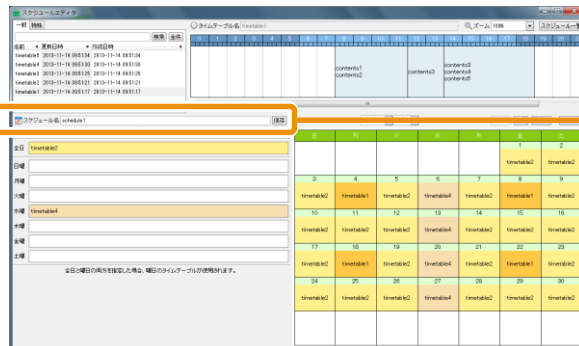 スケジュールエディタ
一般 特殊
検索 全件
名前 更新日時 作成日時
timetable5 2013-11-14 09:51:34 2013-11-14 09:51:34
timetable4 2013-11-14 09:51:30 2013-11-14 09:51:30
timetable3 2013-11-14 09:51:25 2013-11-14 09:51:25
timetable2 2013-11-14 09:51:21 2013-11-14 09:51:21
timetable1 2013-11-14 09:51:17 2013-11-14 09:51:17
タイムテーブル名 timetable1
ズーム 100% スケジュール一覧
contents1
contents2
contents3
contents3
contents4
contents5
スケジュール名 schedule1 保存
全日 timetable2
日曜
月曜
火曜
水曜 timetable4
木曜
金曜
土曜
全日と曜日の両方を指定した場合、曜日のタイムテーブルが使用されます。
日 月 火 水 木 金 土
1 2
timetable1 timetable2
3 4 5 6 7 8 9
timetable2 timetable1 timetable2 timetable4 timetable2 timetable1 timetable2
10 11 12 13 14 15 16
timetable2 timetable2 timetable2 timetable4 timetable2 timetable2 timetable2
17 18 19 20 21 22 23
timetable2 timetable1 timetable2 timetable4 timetable2 timetable1 timetable2
24 25 26 27 28 29 30
timetable2 timetable2 timetable2 timetable4 timetable2 timetable2 timetable2